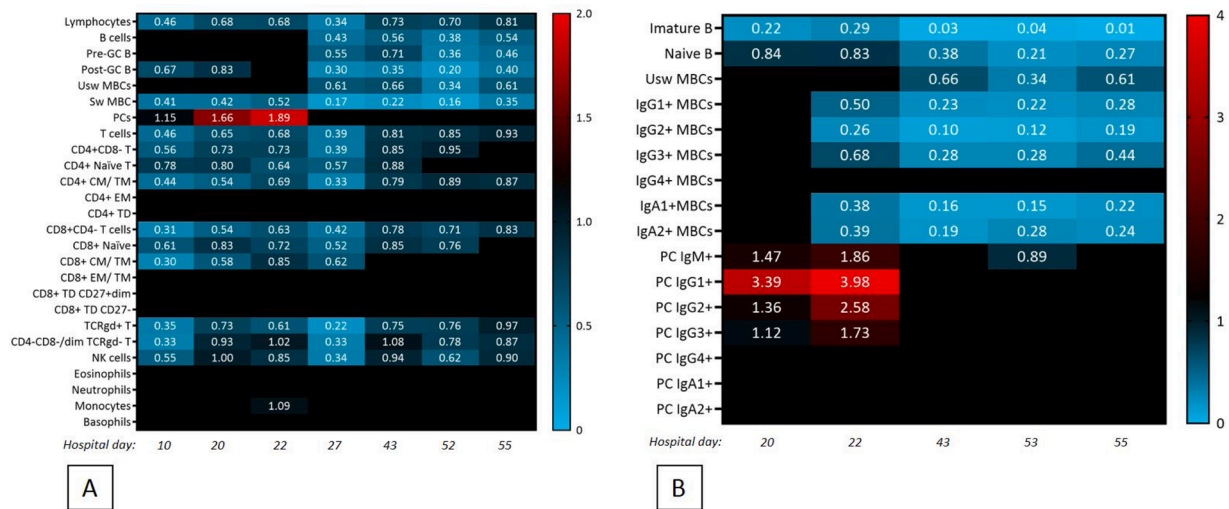 Lymphocytes 0.46 0.68 0.68 0.34 0.73 0.70 0.81
B cells 0.43 0.56 0.38 0.54
Pre-GC B 0.55 0.71 0.36 0.46
Post-GC B 0.67 0.83 0.30 0.35 0.20 0.40
Usw MBCs 0.61 0.66 0.34 0.61
Sw MBC 0.41 0.42 0.52 0.17 0.22 0.16 0.35
PCs 1.15 1.66 1.89
T cells 0.46 0.65 0.68 0.39 0.81 0.85 0.93
CD4+CD8- T 0.56 0.73 0.73 0.39 0.85 0.95
CD4+ Naïve T 0.78 0.80 0.64 0.57 0.88
CD4+ CM/ TM 0.44 0.54 0.69 0.33 0.79 0.89 0.87
CD4+ EM
CD4+ TD
CD8+CD4- T cells 0.31 0.54 0.63 0.42 0.78 0.71 0.83
CD8+ Naïve 0.61 0.83 0.72 0.52 0.85 0.76
CD8+ CM/ TM 0.30 0.58 0.85 0.62
CD8+ EM/ TM
CD8+ TD CD27+dim
CD8+ TD CD27-
TCRgd+ T 0.35 0.73 0.61 0.22 0.75 0.76 0.97
CD4-CD8-/dim TCRgd- T 0.33 0.93 1.02 0.33 1.08 0.78 0.87
NK cells 0.55 1.00 0.85 0.34 0.94 0.62 0.90
Eosinophils
Neutrophils
Monocytes 1.09
Basophils
Hospital day: 10 20 22 27 43 52 55
2.0
1.5
1.0
0.5
0
A
Imature B 0.22 0.29 0.03 0.04 0.01
Naive B 0.84 0.83 0.38 0.21 0.27
Usw MBCs 0.66 0.34 0.61
IgG1+ MBCs 0.50 0.23 0.22 0.28
IgG2+ MBCs 0.26 0.10 0.12 0.19
IgG3+ MBCs 0.68 0.28 0.28 0.44
IgG4+ MBCs
IgA1+MBCs 0.38 0.16 0.15 0.22
IgA2+ MBCs 0.39 0.19 0.28 0.24
PC IgM+ 1.47 1.86 0.89
PC IgG1+ 3.39 3.98
PC IgG2+ 1.36 2.58
PC IgG3+ 1.12 1.73
PC IgG4+
PC IgA1+
PC IgA2+
Hospital day: 20 22 43 53 55
4
3
2
1
0
B